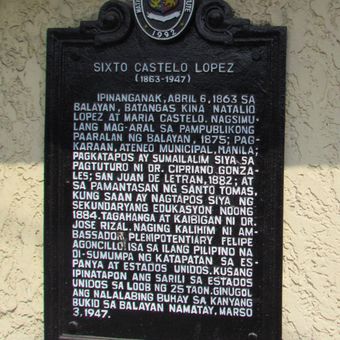 1992
SIXTO CASTELO LOPEZ
(1863-1947)
IPINANGANAK, ABRIL 6, 1863 SA
BALAYAN, BATANGAS KINA NATALIO
LOPEZ AT MARIA CASTELO. NAGSIMU-
LANG MAG-ARAL SA PAMPUBLIKONG
PAARALAN NG BALAYAN, 1875; PAG-
KARAAN, ATENEO MUNICIPAL, MANILA;
PAGKATAPOS AY SUMAILALIM SIYA SA
PAGTUTURO NI DR. CIPRIANO GONZA-
LES; SAN JUAN DE LETRAN, 1882; AT
SA PAMANTASAN NG SANTO TOMAS,
KUNG SAAN AY NAGTAPOS SIYA NG
SEKUNDARYANG EDUKASYON NOONG
1884. TAGAHANGA AT KAIBIGAN NI DR.
JOSE RIZAL. NAGING KALIHIM NI AM-
BASSADOR PLENIPOTENTIARY FELIPE
AGONCILLO. ISA SA ILANG PILIPINO NA
DI-SUMUMPA NG KATAPATAN SA ES-
PANYA AT ESTADOS UNIDOS. KUSANG
IPINATAPON ANG SARILI SA ESTADOS
UNIDOS SA LOOB NG 25 TAON. GINUGOL
ANG NALALABING BUHAY SA KANYANG
BUKID SA BALAYAN. NAMATAY, MARSO
3, 1947.